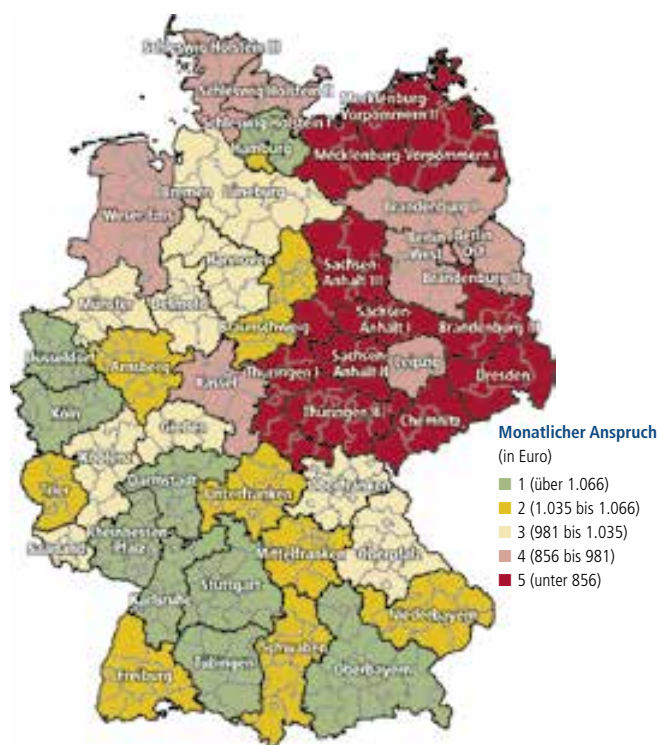 Schleswig Holstein III
Schleswig Holstein II
Schleswig Holstein I
Hamburg
Mecklenburg-
Vorpommern II
Mecklenburg-Vorpommern I
Bremen
Lüneburg
Weser-Ems
Brandenburg I
Berlin
West
Berlin
Ost
Brandenburg II
Hannover
Sachsen-
Anhalt III
Münster
Detmold
Braunschweig
Sachsen-
Anhalt I
Brandenburg III
Düsseldorf
Arnsberg
Kassel
Thüringen I
Sachsen-
Anhalt II
Leipzig
Dresden
Köln
Gießen
Thüringen II
Chemnitz
Koblenz
Monatlicher Anspruch
(in Euro)
1 (über 1.066)
2 (1.035 bis 1.066)
3 (981 bis 1.035)
4 (856 bis 981)
5 (unter 856)
Trier
Darmstadt
Unterfranken
Oberfranken
Saarland
Rheinhessen-
Pfalz
Mittelfranken
Oberpfalz
Stuttgart
Karlsruhe
Niederbayern
Schwaben
Freiburg
Tübingen
Oberbayern